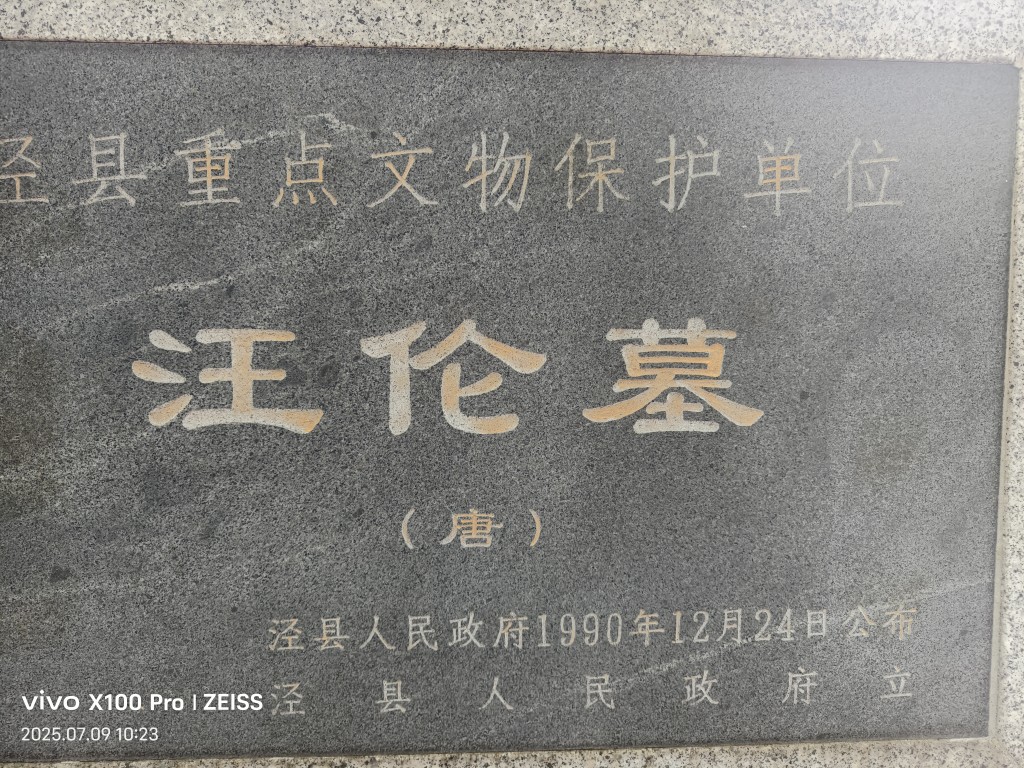 泾县重点文物保护单位
汪伦墓
(唐)
泾县人民政府1990年12月24日公布
泾县人民政府立
vivo X100 Pro | ZEISS
2025.07.09 10:23